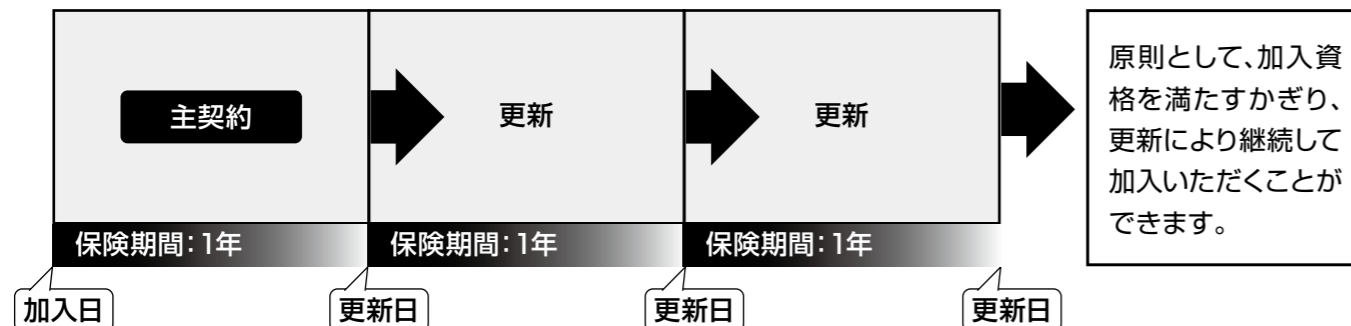 主契約
更新
更新
原則として、加入資
格を満たすかぎり、
更新により継続して
加入いただくことが
できます。
保険期間：1年
保険期間：1年
保険期間：1年
加入日
更新日
更新日
更新日